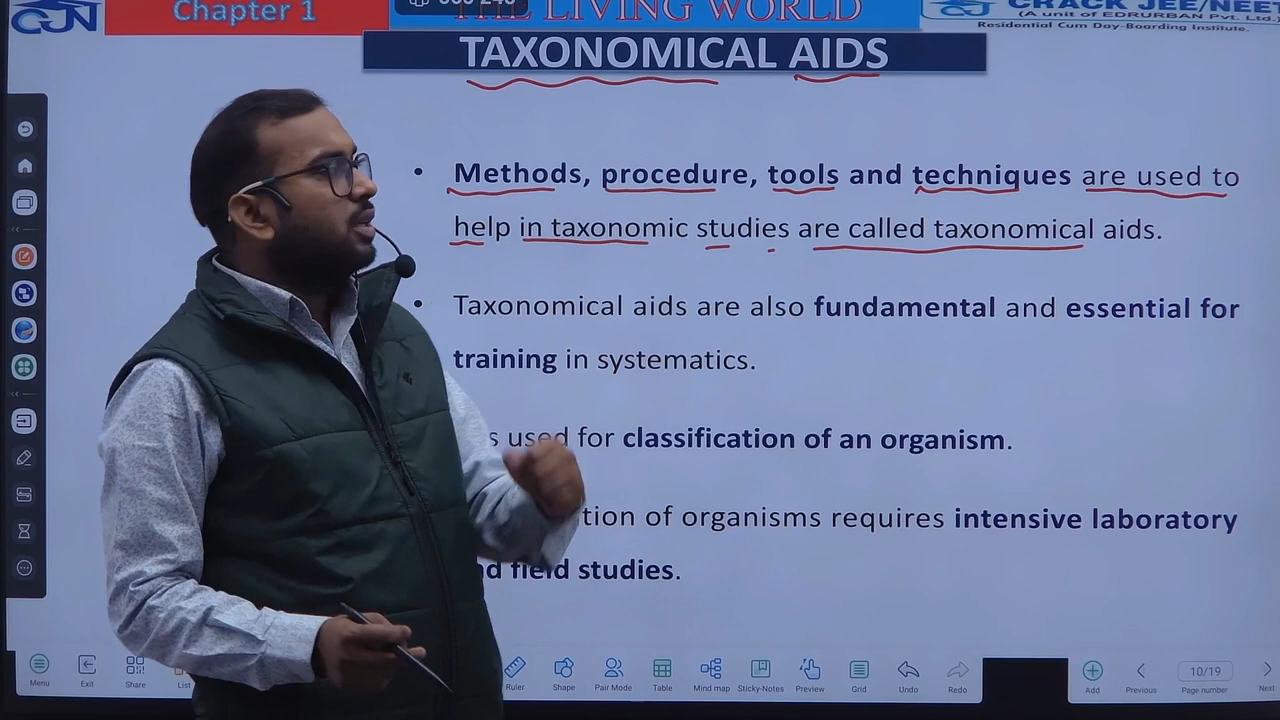 Chapter 1
THE LIVING WORLD
CRACK JEE/NEET
(A unit of EDRURBAN Pvt. Ltd.)
Residential Cum Day-Boarding Institute.
TAXONOMICAL AIDS
• Methods, procedure, tools and techniques are used to
help in taxonomic studies are called taxonomical aids.
• Taxonomical aids are also fundamental and essential for
training in systematics.
s used for classification of an organism.
tion of organisms requires intensive laboratory
nd field studies.
Menu Exit Share List Ruler Shape Pair Mode Table Mind map Sticky-Notes Preview Grid Undo Redo Add Previous 10/19 Page number Next